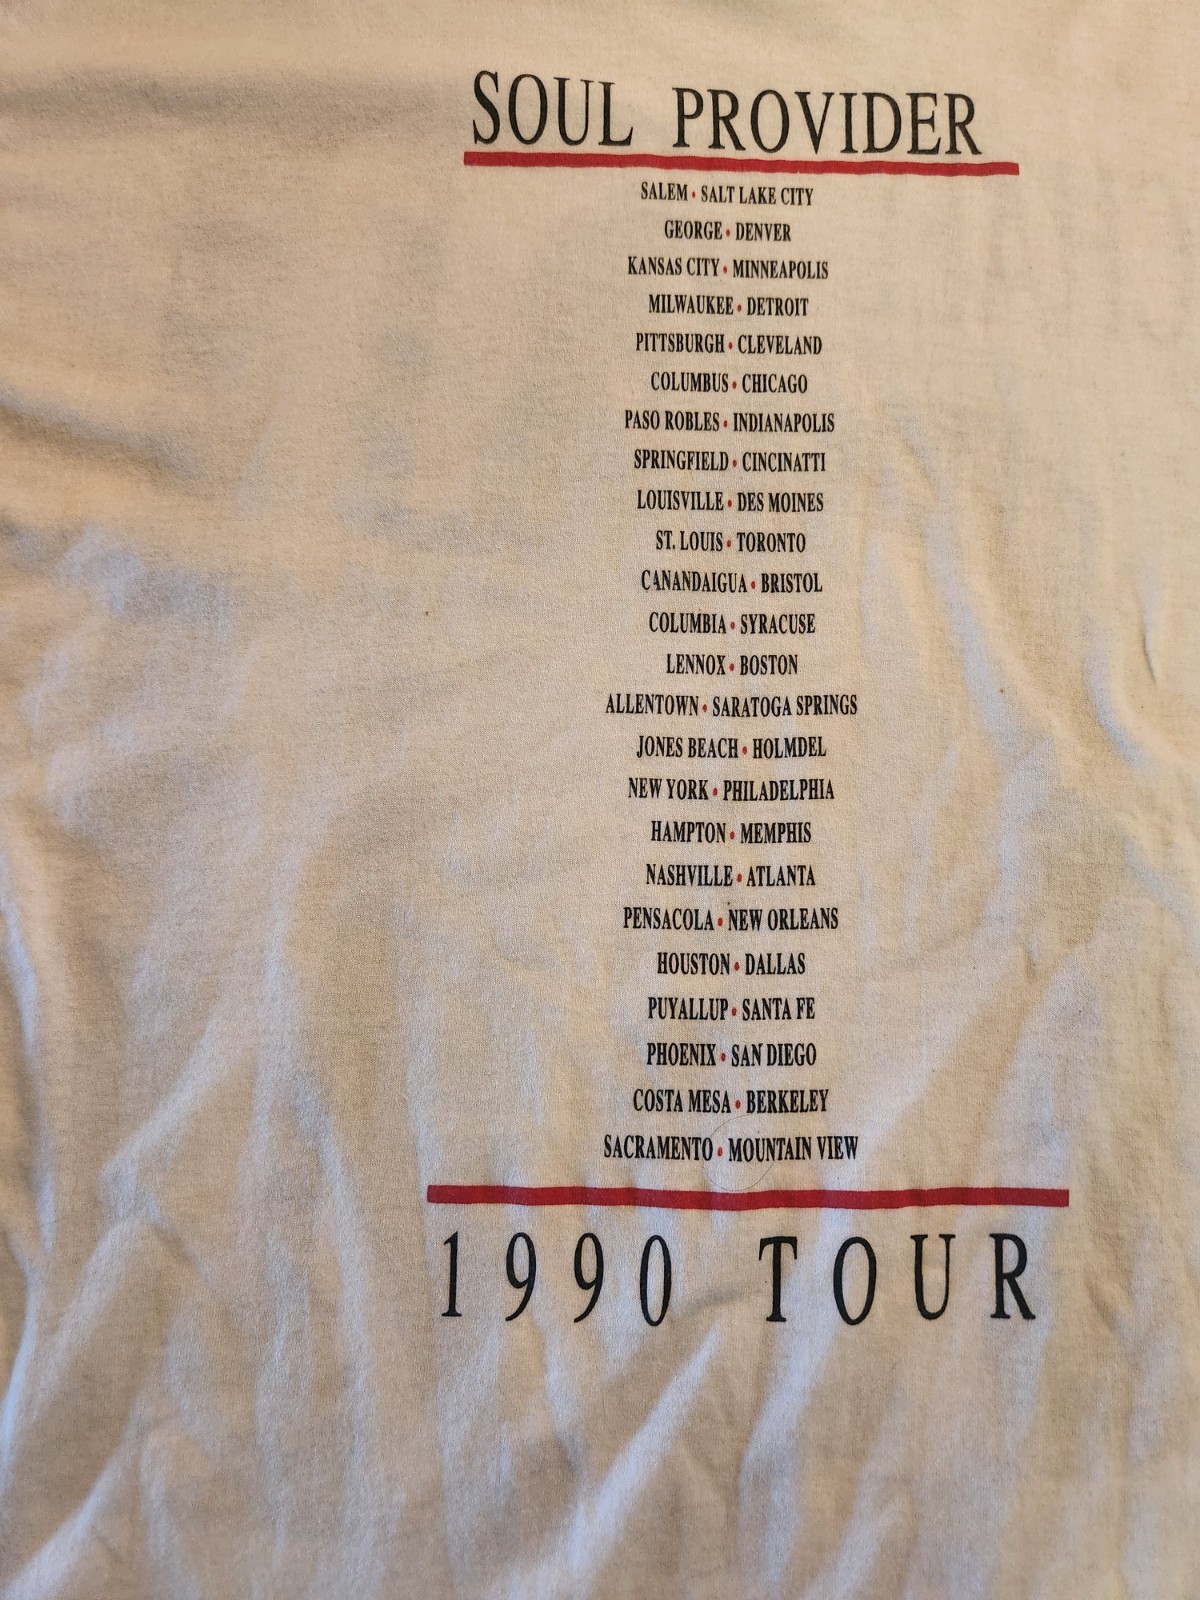 SOUL PROVIDER
SALEM • SALT LAKE CITY
GEORGE • DENVER
KANSAS CITY • MINNEAPOLIS
MILWAUKEE • DETROIT
PITTSBURGH • CLEVELAND
COLUMBUS • CHICAGO
PASO ROBLES • INDIANAPOLIS
SPRINGFIELD • CINCINATTI
LOUISVILLE • DES MOINES
ST. LOUIS • TORONTO
CANANDAIGUA • BRISTOL
COLUMBIA • SYRACUSE
LENNOX • BOSTON
ALLENTOWN • SARATOGA SPRINGS
JONES BEACH • HOLMDEL
NEW YORK • PHILADELPHIA
HAMPTON • MEMPHIS
NASHVILLE • ATLANTA
PENSACOLA • NEW ORLEANS
HOUSTON • DALLAS
PUYALLUP • SANTA FE
PHOENIX • SAN DIEGO
COSTA MESA • BERKELEY
SACRAMENTO • MOUNTAIN VIEW
1990 TOUR